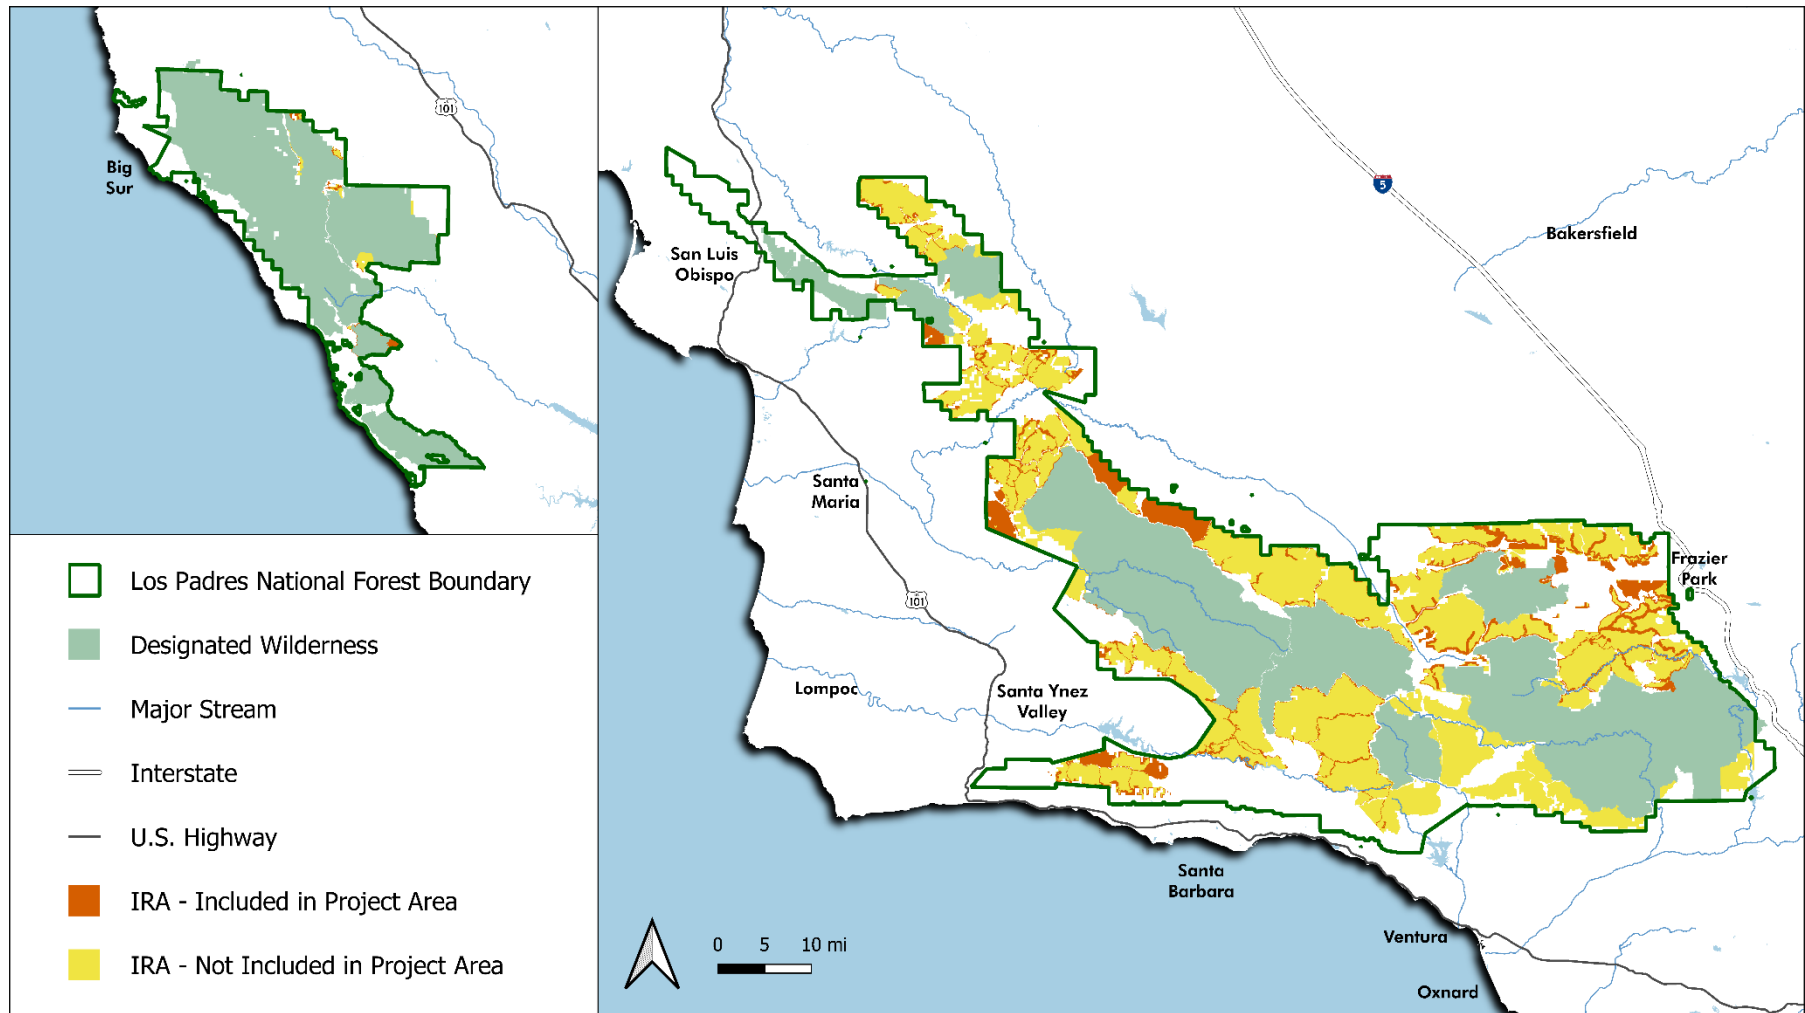 101
Big
Sur
Los Padres National Forest Boundary
Designated Wilderness
Major Stream
Interstate
U.S. Highway
IRA - Included in Project Area
IRA - Not Included in Project Area
5
Bakersfield
San Luis
Obispo
Santa
Maria
Frazier
Park
101
Lompoc
Santa Ynez
Valley
Santa
Barbara
Ventura
Oxnard
0 5 10 mi